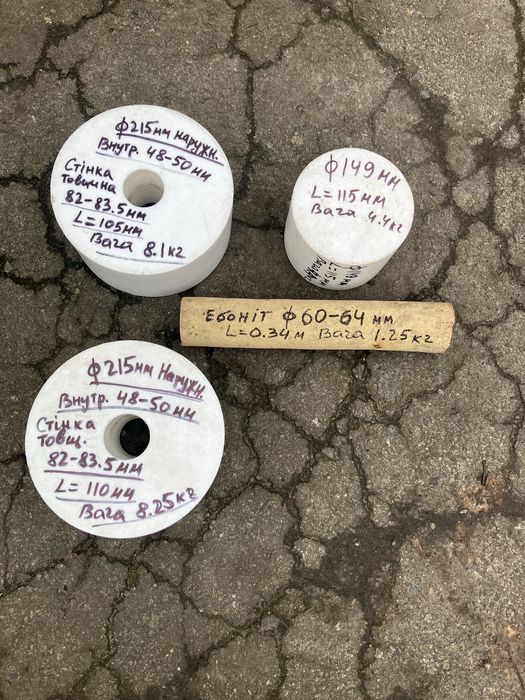 ф215мм наружн.
Внутр. 48-50мм
Стінка
товщина
82-83.5мм
L=105мм
Вага 8.1кг
ф149мм
L=115мм
Вага 4.4кг
Ебоніт ф60-64мм
L=0.34м Вага 1.25кг
ф215мм Наружн.
Внутр. 48-50мм
Стінка
товщ.
82-83.5мм
L=110мм
Вага 8.25кг